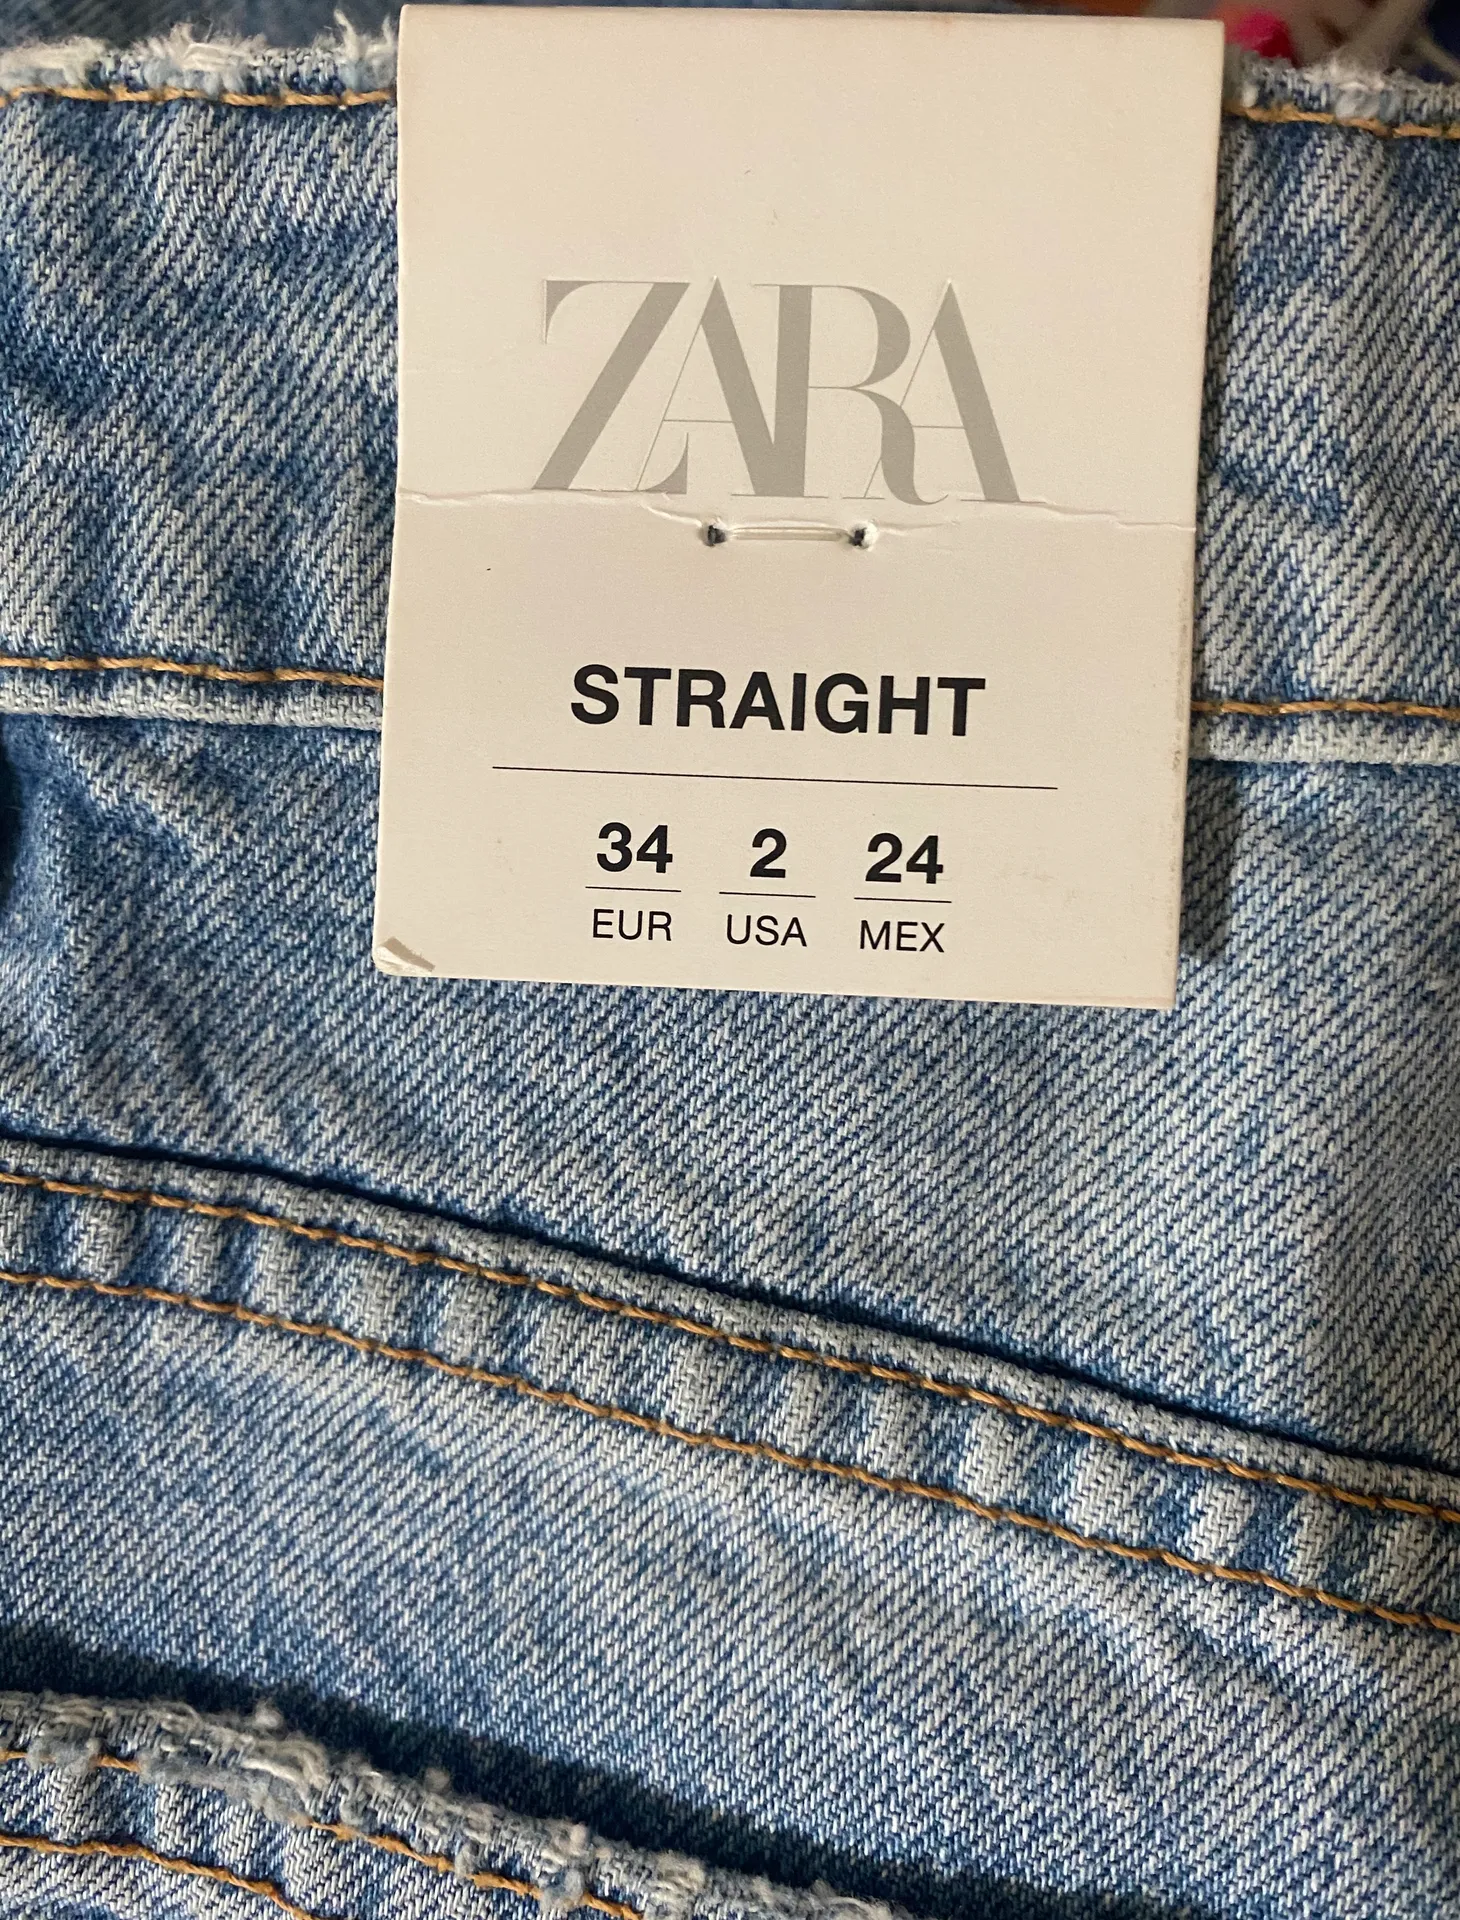 ZARA
STRAIGHT
34 2 24
EUR USA MEX